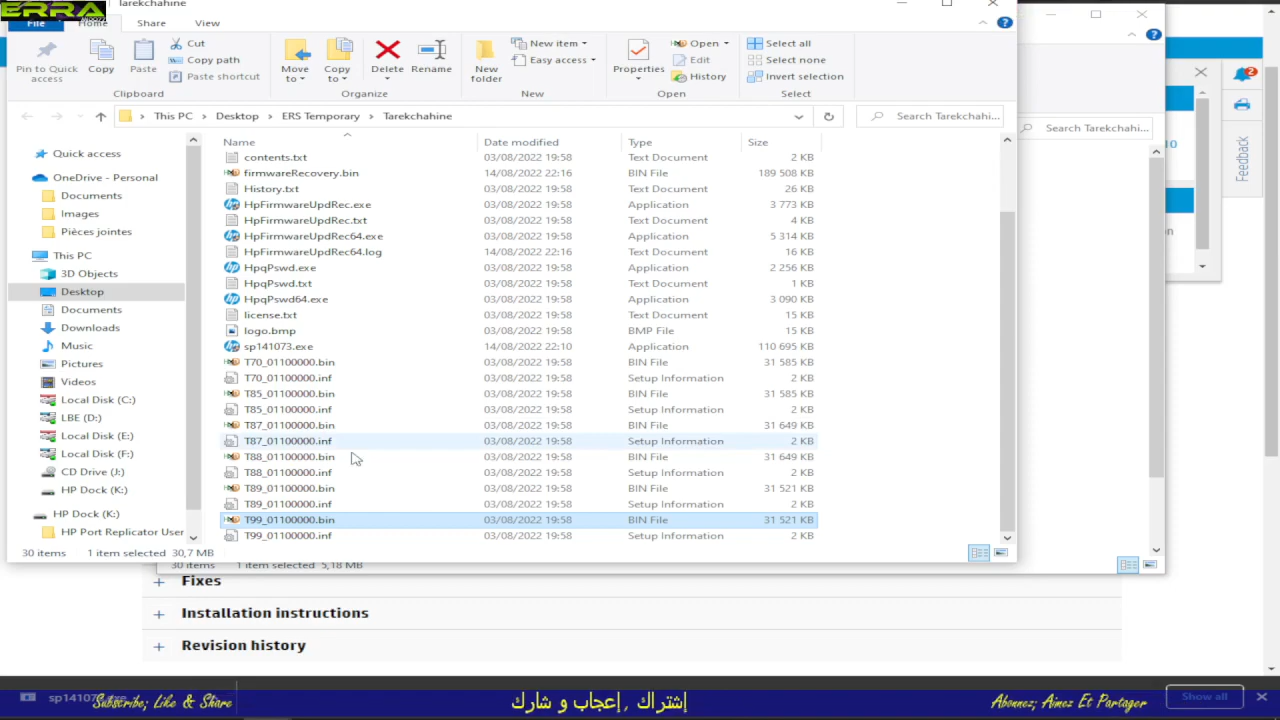 ERRA
Tarekchahine
File
Home
Share
View
Pin to Quick access
Copy
Paste
Cut
Copy path
Paste shortcut
Move to
Copy to
Delete
Rename
New folder
New item
Easy access
Properties
Open
Edit
History
Select all
Select none
Invert selection
Clipboard
Organize
New
Open
Select
This PC > Desktop > ERS Temporary > Tarekchahine
Search Tarekchahi...
Search Tarekchahi...
Name Date modified Type Size
contents.txt 03/08/2022 19:58 Text Document 2 KB
firmwareRecovery.bin 14/08/2022 22:16 BIN File 189 508 KB
History.txt 03/08/2022 19:58 Text Document 26 KB
HpFirmwareUpdRec.exe 03/08/2022 19:58 Application 3 773 KB
HpFirmwareUpdRec.txt 03/08/2022 19:58 Text Document 4 KB
HpFirmwareUpdRec64.exe 03/08/2022 19:58 Application 5 314 KB
HpFirmwareUpdRec64.log 14/08/2022 22:16 Text Document 16 KB
HpqPswd.exe 03/08/2022 19:58 Application 2 256 KB
HpqPswd.txt 03/08/2022 19:58 Text Document 1 KB
HpqPswd64.exe 03/08/2022 19:58 Application 3 090 KB
license.txt 03/08/2022 19:58 Text Document 15 KB
logo.bmp 03/08/2022 19:58 BMP File 15 KB
sp141073.exe 14/08/2022 22:10 Application 110 695 KB
T70_01100000.bin 03/08/2022 19:58 BIN File 31 585 KB
T70_01100000.inf 03/08/2022 19:58 Setup Information 2 KB
T85_01100000.bin 03/08/2022 19:58 BIN File 31 585 KB
T85_01100000.inf 03/08/2022 19:58 Setup Information 2 KB
T87_01100000.bin 03/08/2022 19:58 BIN File 31 649 KB
T87_01100000.inf 03/08/2022 19:58 Setup Information 2 KB
T88_01100000.bin 03/08/2022 19:58 BIN File 31 649 KB
T88_01100000.inf 03/08/2022 19:58 Setup Information 2 KB
T89_01100000.bin 03/08/2022 19:58 BIN File 31 521 KB
T89_01100000.inf 03/08/2022 19:58 Setup Information 2 KB
T99_01100000.bin 03/08/2022 19:58 BIN File 31 521 KB
T99_01100000.inf 03/08/2022 19:58 Setup Information 2 KB
Quick access
OneDrive - Personal
Documents
Images
Pièces jointes
This PC
3D Objects
Desktop
Documents
Downloads
Music
Pictures
Videos
Local Disk (C:)
LBE (D:)
Local Disk (E:)
Local Disk (F:)
CD Drive (J:)
HP Dock (K:)
HP Dock (K:)
HP Port Replicator User
30 items 1 item selected 30,7 MB
30 items 1 item selected 5,18 MB
2
Feedback
Fixes
Installation instructions
Revision history
Subscribe; Like & Share
إشتراك , إعجاب و شارك
Abonnez; Aimez Et Partager
Show all